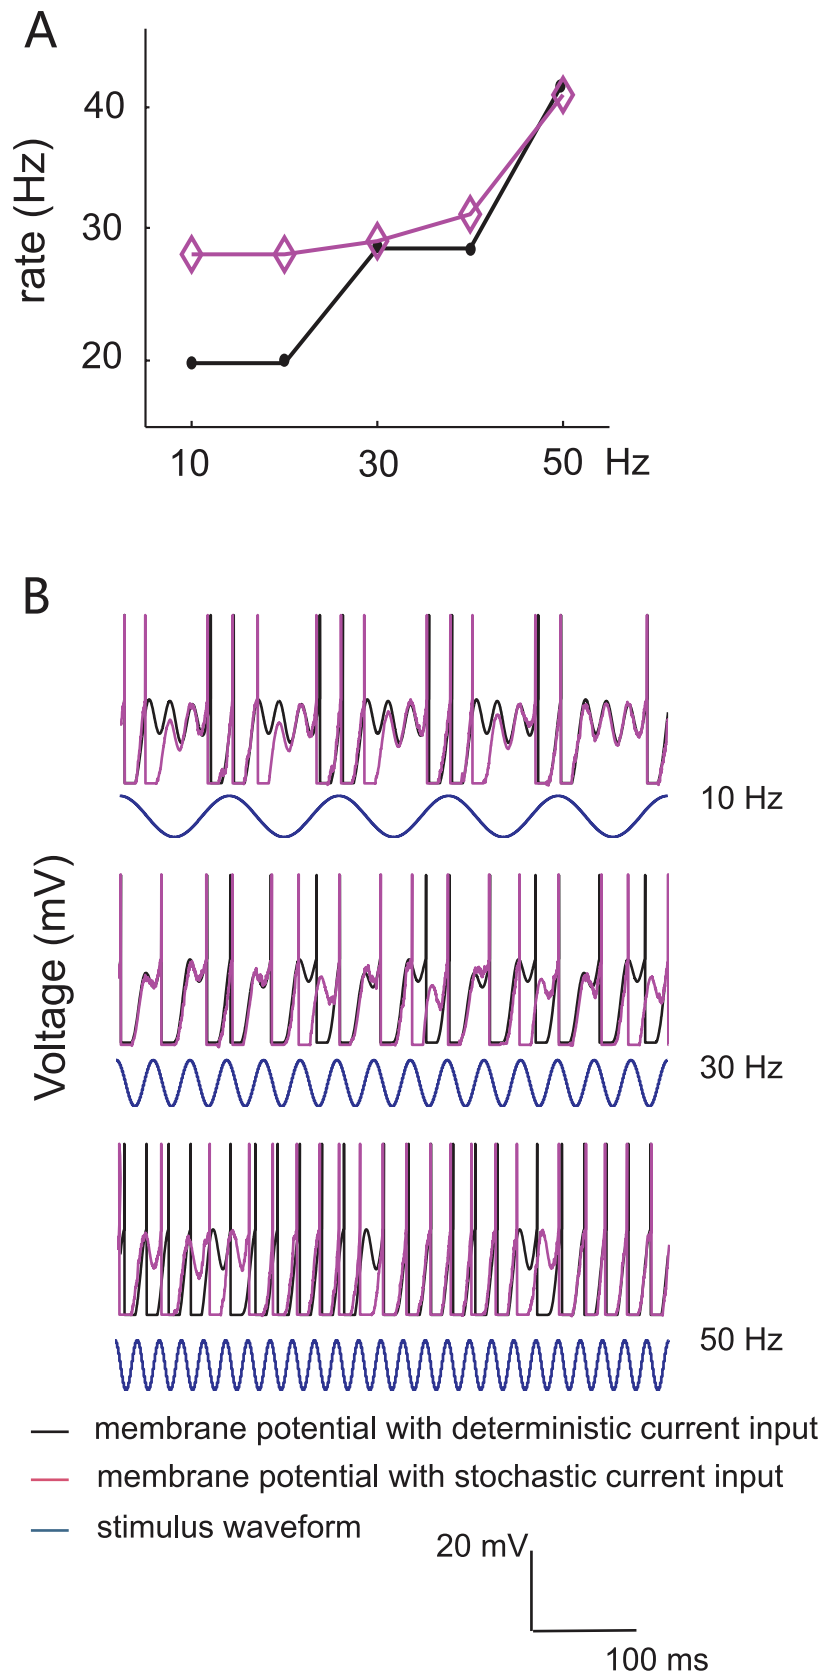 A
rate (Hz)
40
30
20
10 30 50 Hz
B
Voltage (mV)
10 Hz
30 Hz
50 Hz
membrane potential with deterministic current input
membrane potential with stochastic current input
stimulus waveform
20 mV
100 ms